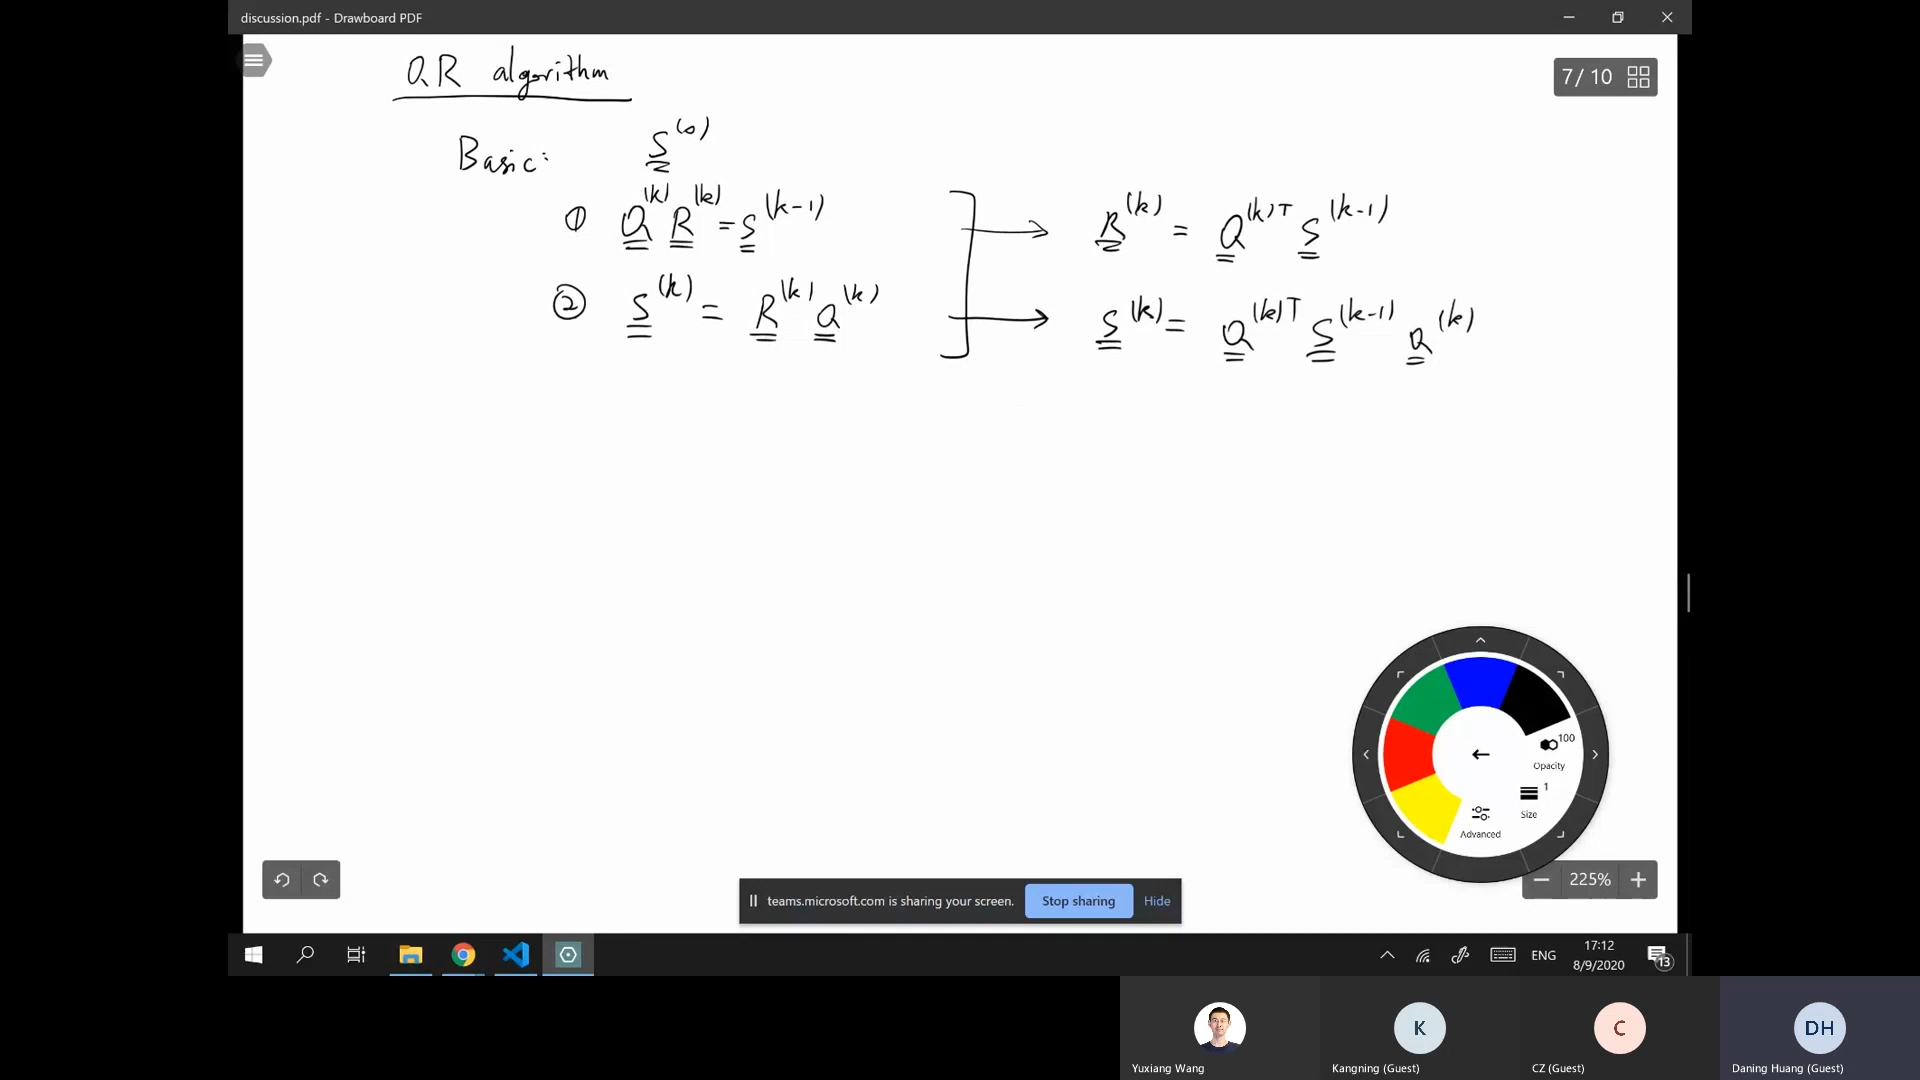 discussion.pdf - Drawboard PDF
QR algorithm
7 / 10
Basic: S^(0)
① Q^(k) R^(k) = S^(k-1) → R^(k) = Q^(k)T S^(k-1)
② S^(k) = R^(k) Q^(k) → S^(k) = Q^(k)T S^(k-1) Q^(k)
100
Opacity
1
Size
Advanced
225%
teams.microsoft.com is sharing your screen. Stop sharing Hide
ENG
17:12
8/9/2020
13
K C DH
Yuxiang Wang Kangning (Guest) CZ (Guest) Daning Huang (Guest)